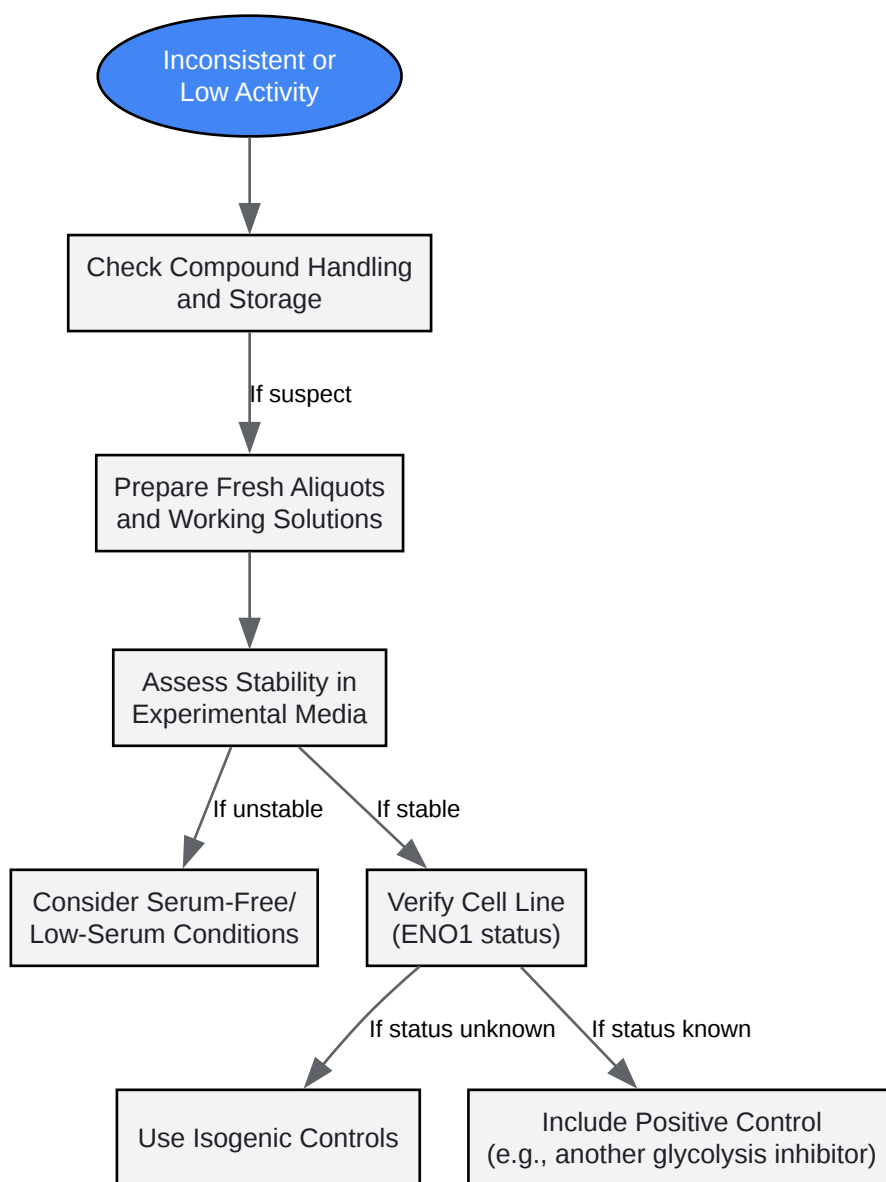 Inconsistent or
Low Activity
Check Compound Handling
and Storage
If suspect
Prepare Fresh Aliquots
and Working Solutions
Assess Stability in
Experimental Media
If unstable
If stable
Consider Serum-Free/
Low-Serum Conditions
Verify Cell Line
(ENO1 status)
If status unknown
If status known
Use Isogenic Controls
Include Positive Control
(e.g., another glycolysis inhibitor)